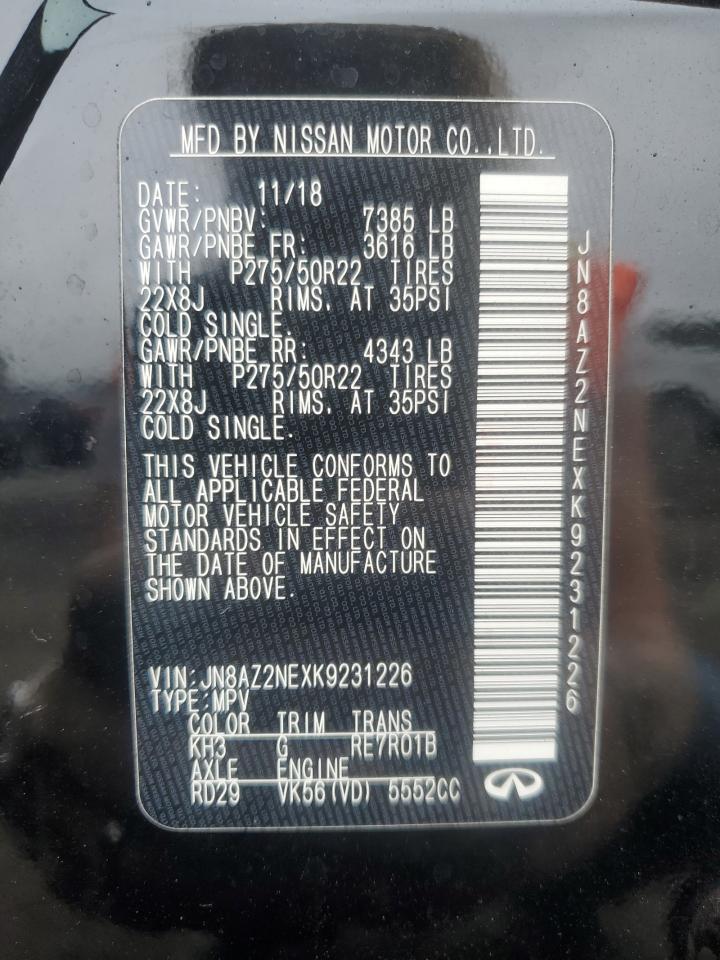 MFD BY NISSAN MOTOR CO.,LTD.
DATE: 11/18
GVWR/PNBV: 7385 LB
GAWR/PNBE FR: 3616 LB
WITH P275/50R22 TIRES
22X8J RIMS, AT 35PSI
COLD SINGLE.
GAWR/PNBE RR: 4343 LB
WITH P275/50R22 TIRES
22X8J RIMS, AT 35PSI
COLD SINGLE.
THIS VEHICLE CONFORMS TO
ALL APPLICABLE FEDERAL
MOTOR VEHICLE SAFETY
STANDARDS IN EFFECT ON
THE DATE OF MANUFACTURE
SHOWN ABOVE.
VIN:JN8AZ2NEXK9231226
TYPE:MPV
COLOR TRIM TRANS
KH3 G RE7R01B
AXLE ENGINE
RD29 VK56(VD) 5552CC
JN8AZ2NEXK9231226